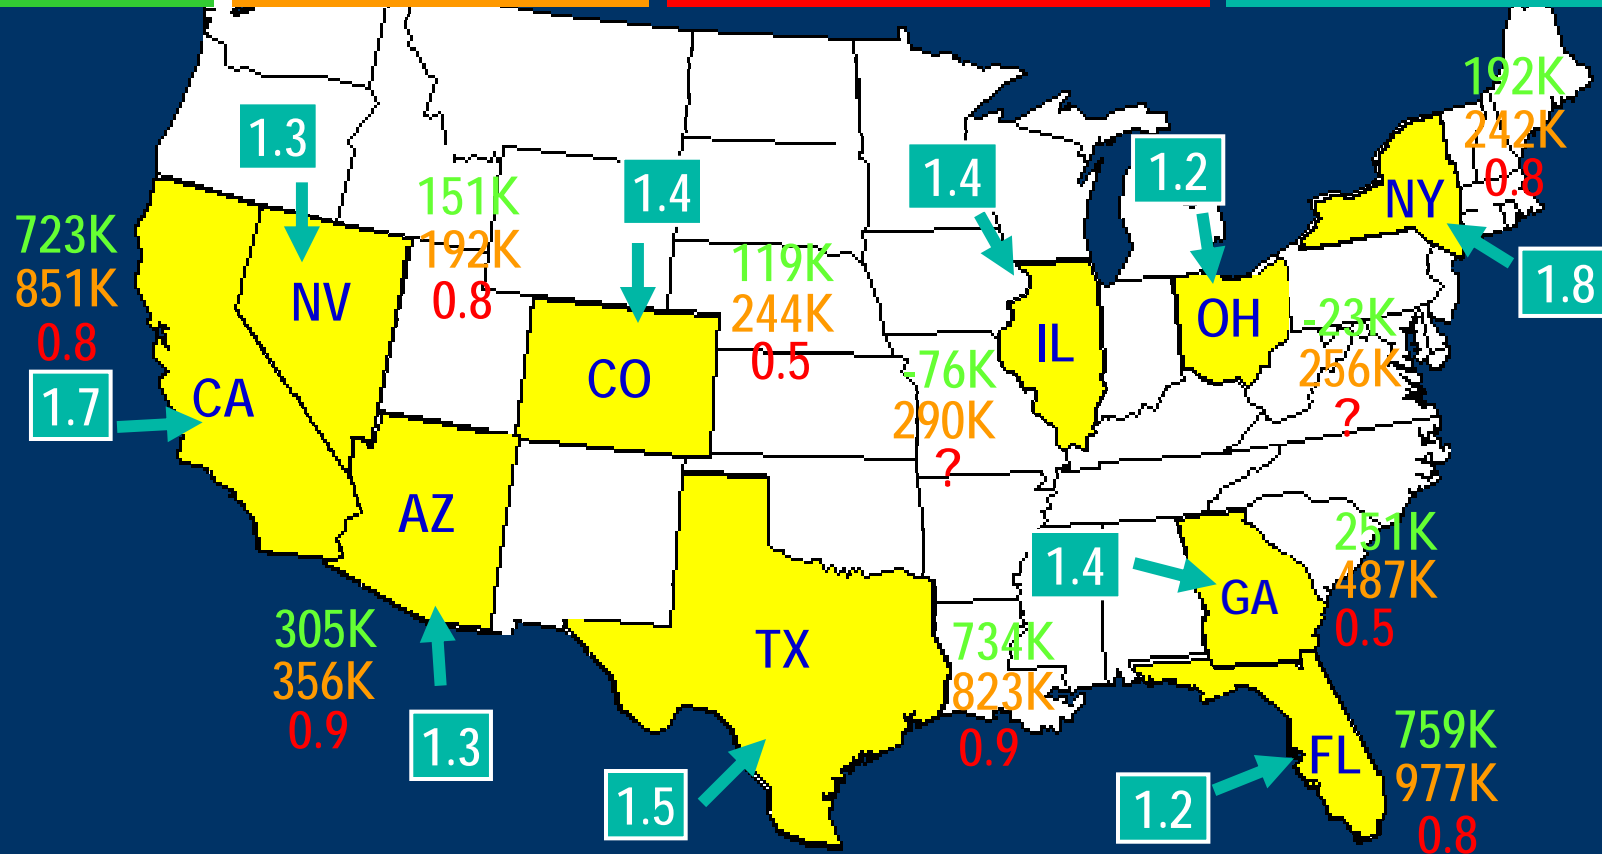 192K
242K
0.8
NY
1.8
1.3
NV
151K
192K
0.8
1.4
CO
119K
244K
0.5
1.4
IL
-76K
290K
?
1.2
OH
-23K
256K
?
723K
851K
0.8
1.7
CA
AZ
305K
356K
0.9
1.3
TX
734K
823K
0.9
1.5
1.4
GA
251K
487K
0.5
FL
759K
977K
0.8
1.2